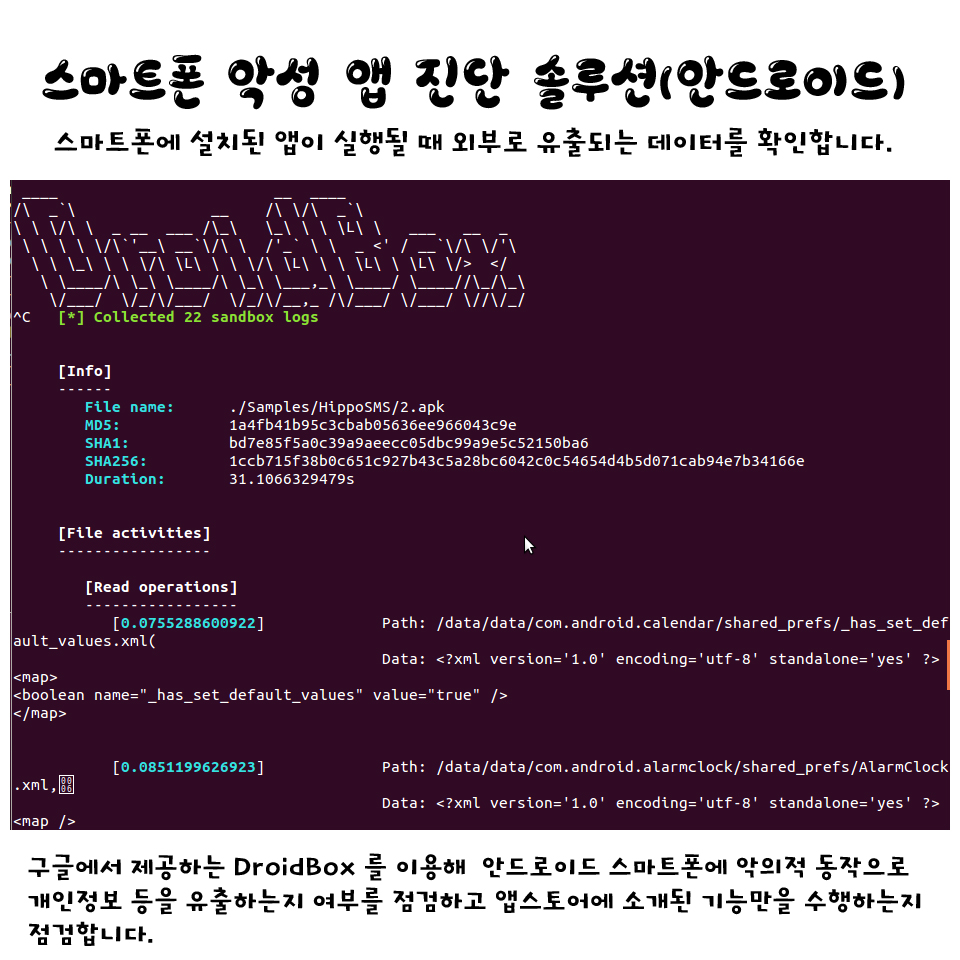 스마트폰 악성 앱 진단 솔루션(안드로이드)
스마트폰에 설치된 앱이 실행될 때 외부로 유출되는 데이터를 확인합니다.
^C [*] Collected 22 sandbox logs
[Info]
------
File name: ./Samples/HippoSMS/2.apk
MD5: 1a4fb41b95c3cbab05636ee966043c9e
SHA1: bd7e85f5a0c39a9aeecc05dbc99a9e5c52150ba6
SHA256: 1ccb715f38b0c651c927b43c5a28bc6042c0c54654d4b5d071cab94e7b34166e
Duration: 31.1066329479s
[File activities]
-----------------
[Read operations]
-----------------
[0.0755288600922] Path: /data/data/com.android.calendar/shared_prefs/_has_set_def
ault_values.xml(
Data: <?xml version='1.0' encoding='utf-8' standalone='yes' ?>
<map>
<boolean name="_has_set_default_values" value="true" />
</map>
[0.0851199626923] Path: /data/data/com.android.alarmclock/shared_prefs/AlarmClock
.xml,
Data: <?xml version='1.0' encoding='utf-8' standalone='yes' ?>
<map />
구글에서 제공하는 DroidBox 를 이용해 안드로이드 스마트폰에 악의적 동작으로
개인정보 등을 유출하는지 여부를 점검하고 앱스토어에 소개된 기능만을 수행하는지
점검합니다.